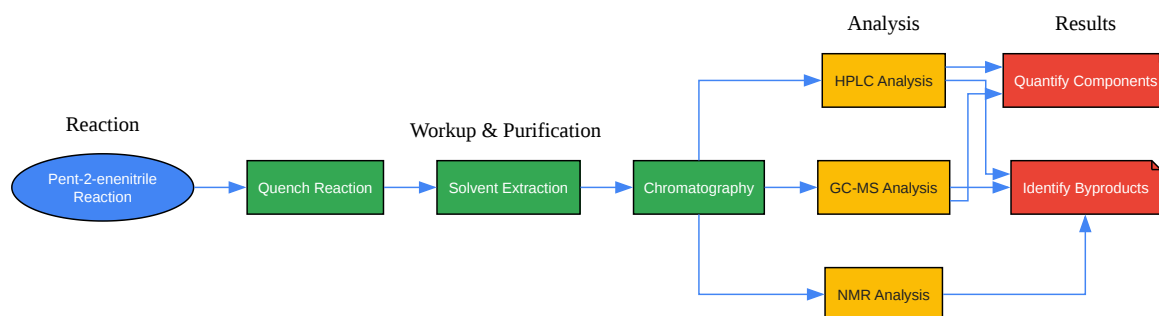 Analysis
Results
HPLC Analysis
Quantify Components
Reaction
Workup & Purification
Pent-2-enenitrile
Reaction
Quench Reaction
Solvent Extraction
Chromatography
GC-MS Analysis
Identify Byproducts
NMR Analysis